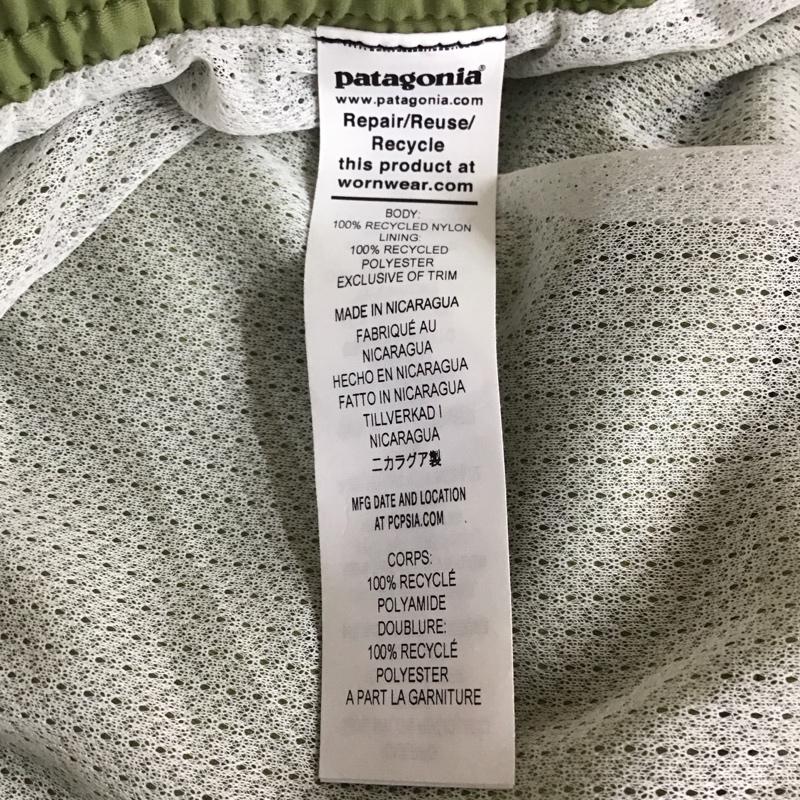 patagonia®
www.patagonia.com
Repair/Reuse/
Recycle
this product at
wornwear.com
BODY:
100% RECYCLED NYLON
LINING:
100% RECYCLED
POLYESTER
EXCLUSIVE OF TRIM
MADE IN NICARAGUA
FABRIQUÉ AU
NICARAGUA
HECHO EN NICARAGUA
FATTO IN NICARAGUA
TILLVERKAD I
NICARAGUA
ニカラグア製
MFG DATE AND LOCATION
AT PCPSIA.COM
CORPS:
100% RECYCLÉ
POLYAMIDE
DOUBLURE:
100% RECYCLÉ
POLYESTER
A PART LA GARNITURE